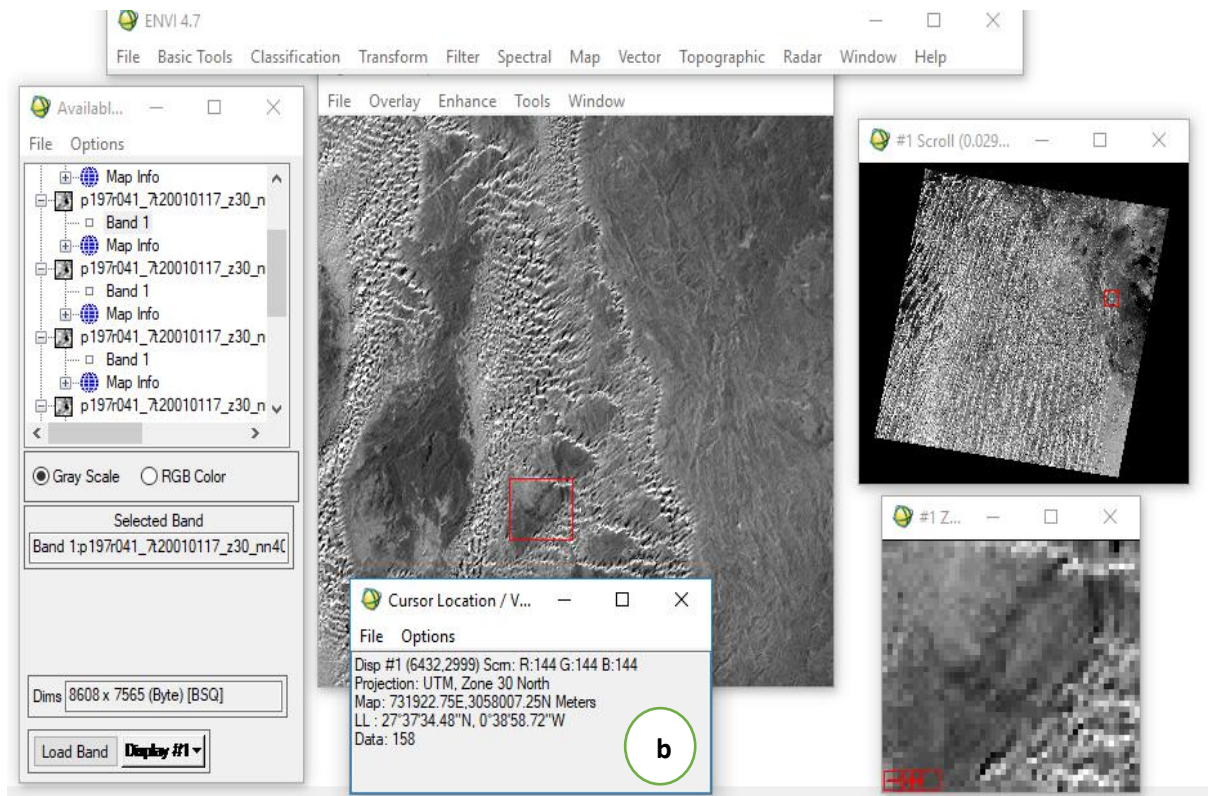 ENVI 4.7
File Basic Tools Classification Transform Filter Spectral Map Vector Topographic Radar Window Help
Availabl...
File Options
Map Info
p197r041_7t20010117_z30_nn
Band 1
Map Info
p197r041_7t20010117_z30_n
Band 1
Map Info
p197r041_7t20010117_z30_n
Band 1
Map Info
p197r041_7t20010117_z30_n
Gray Scale RGB Color
Selected Band
Band 1:p197r041_7t20010117_z30_nn4(
Dims 8608 x 7565 (Byte) [BSQ]
Load Band Display #1
File Overlay Enhance Tools Window
Cursor Location / V...
File Options
Disp #1 (6432,2999) Scrn: R:144 G:144 B:144
Projection: UTM, Zone 30 North
Map: 731922.75E,3058007.25N Meters
LL : 27°37'34.48"N, 0°38'58.72"W
Data: 158
b
#1 Scroll (0.029...
#1 Z...